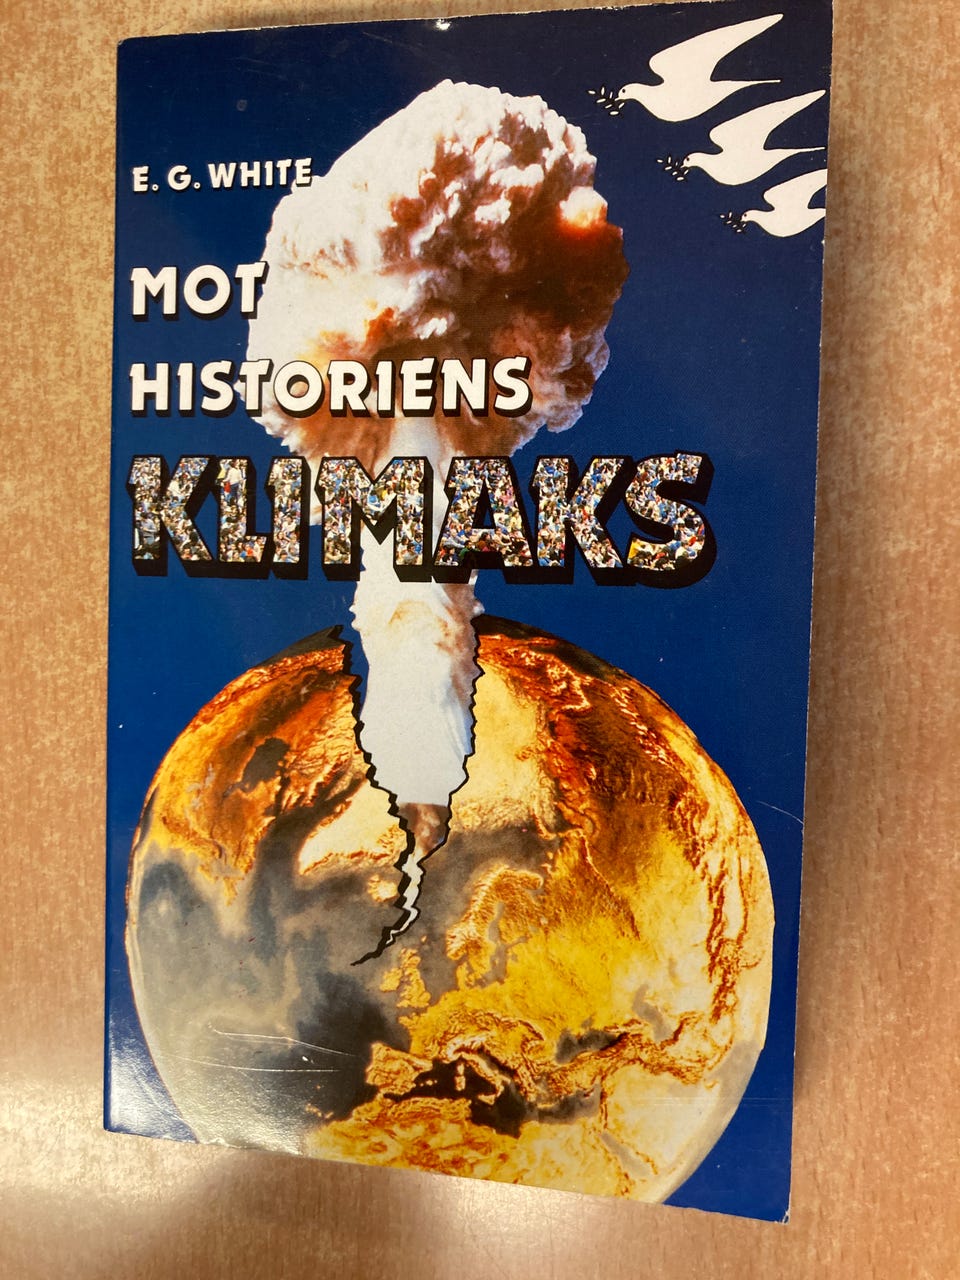 E. G. WHITE
MOT
HISTORIENS
KLIMAKS